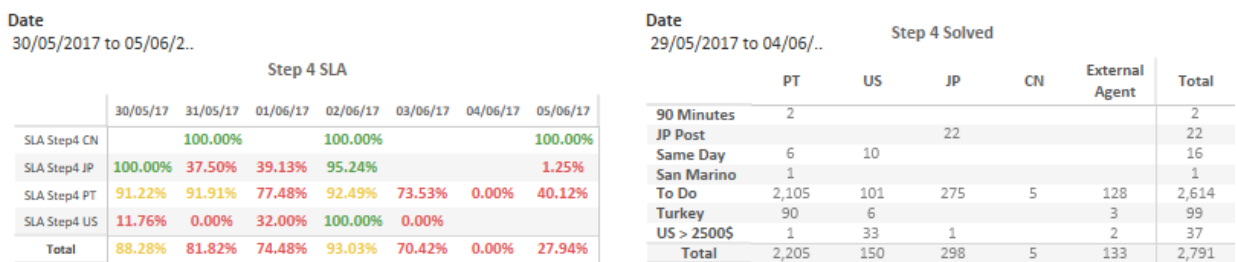 Date
30/05/2017 to 05/06/2..
Step 4 SLA
30/05/17 31/05/17 01/06/17 02/06/17 03/06/17 04/06/17 05/06/17
SLA Step4 CN 100.00% 100.00% 100.00%
SLA Step4 JP 100.00% 37.50% 39.13% 95.24% 1.25%
SLA Step4 PT 91.22% 91.91% 77.48% 92.49% 73.53% 0.00% 40.12%
SLA Step4 US 11.76% 0.00% 32.00% 100.00% 0.00%
Total 88.28% 81.82% 74.48% 93.03% 70.42% 0.00% 27.94%
Date
29/05/2017 to 04/06/..
Step 4 Solved
PT US JP CN External Agent Total
90 Minutes 2 2
JP Post 22 22
Same Day 6 10 16
San Marino 1 1
To Do 2,105 101 275 5 128 2,614
Turkey 90 6 3 99
US > 2500$ 1 33 1 2 37
Total 2,205 150 298 5 133 2,791